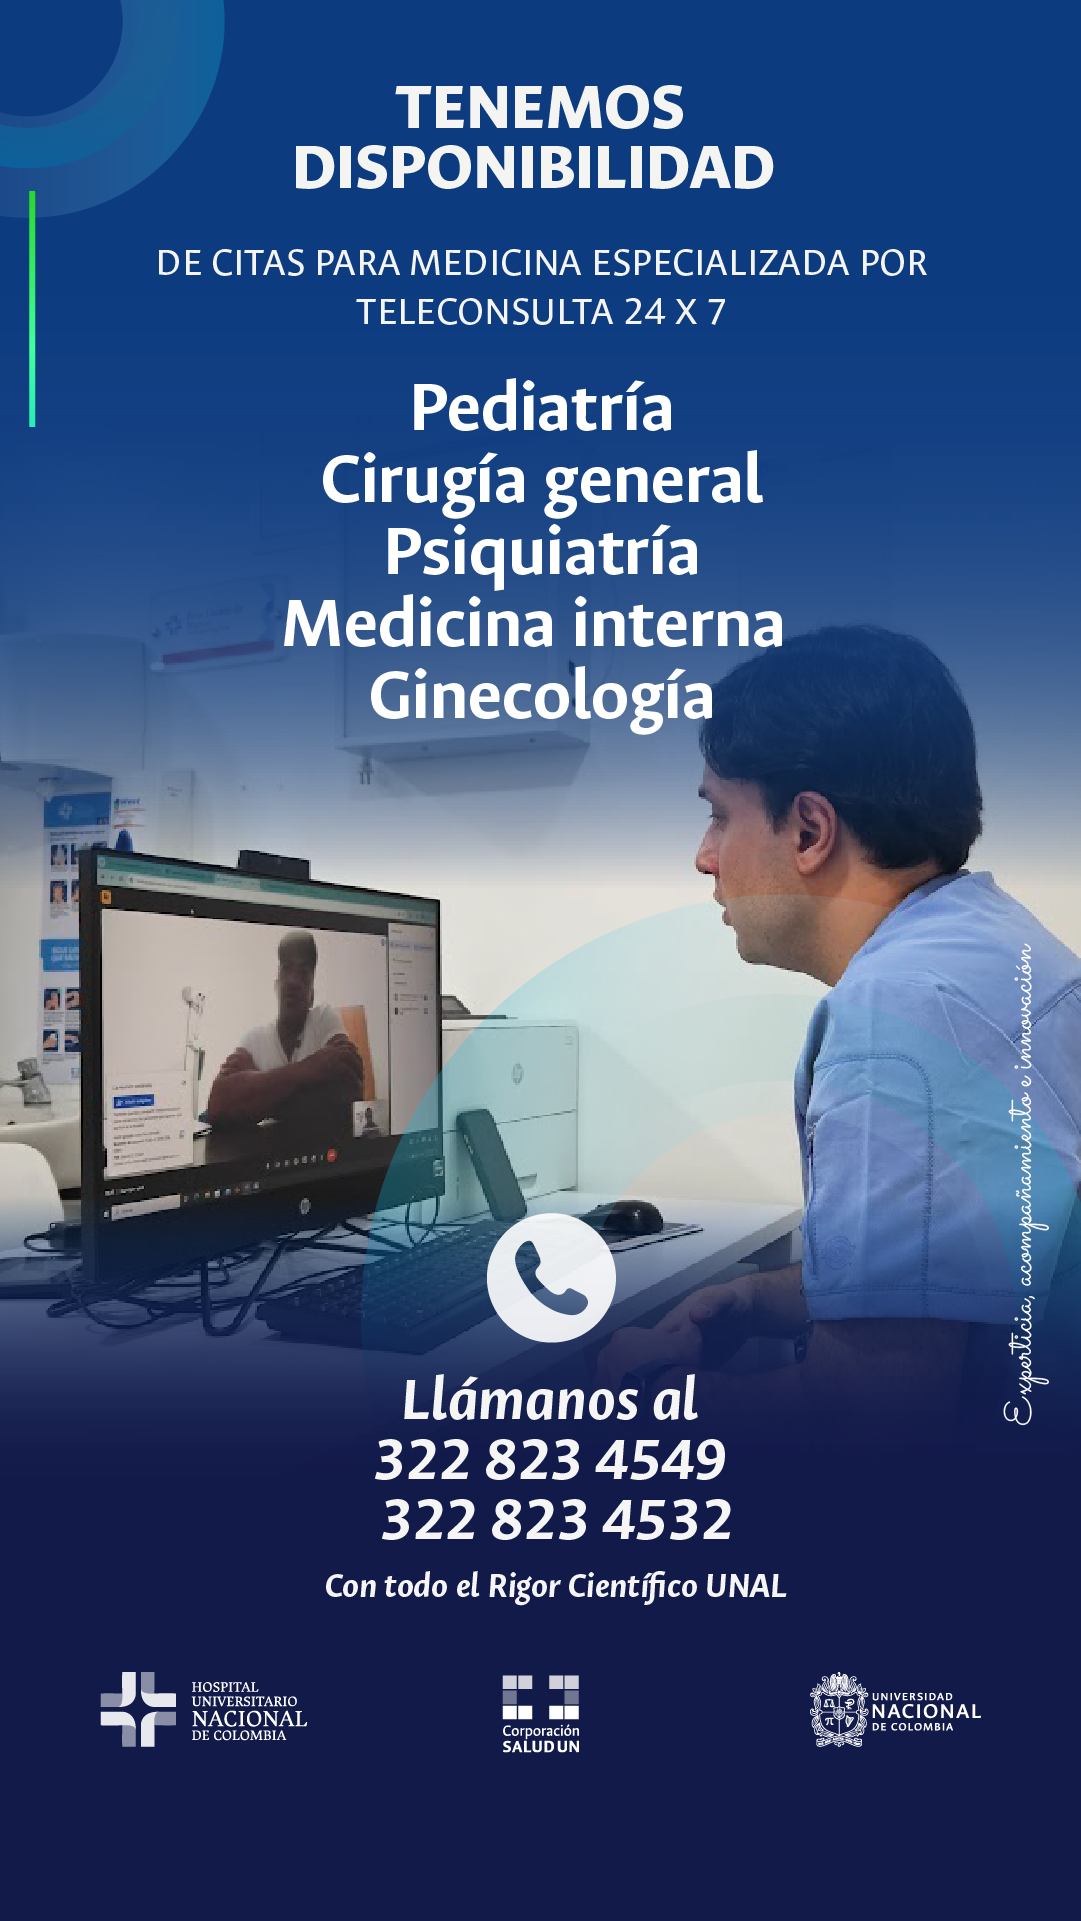 TENEMOS
DISPONIBILIDAD
DE CITAS PARA MEDICINA ESPECIALIZADA POR
TELECONSULTA 24 X 7
Pediatría
Cirugía general
Psiquiatría
Medicina interna
Ginecología
Experticia, acompañamiento e innovación
Llámanos al
322 823 4549
322 823 4532
Con todo el Rigor Científico UNAL
HOSPITAL
UNIVERSITARIO
NACIONAL
DE COLOMBIA
Corporación
SALUD UN
UNIVERSIDAD
NACIONAL
DE COLOMBIA